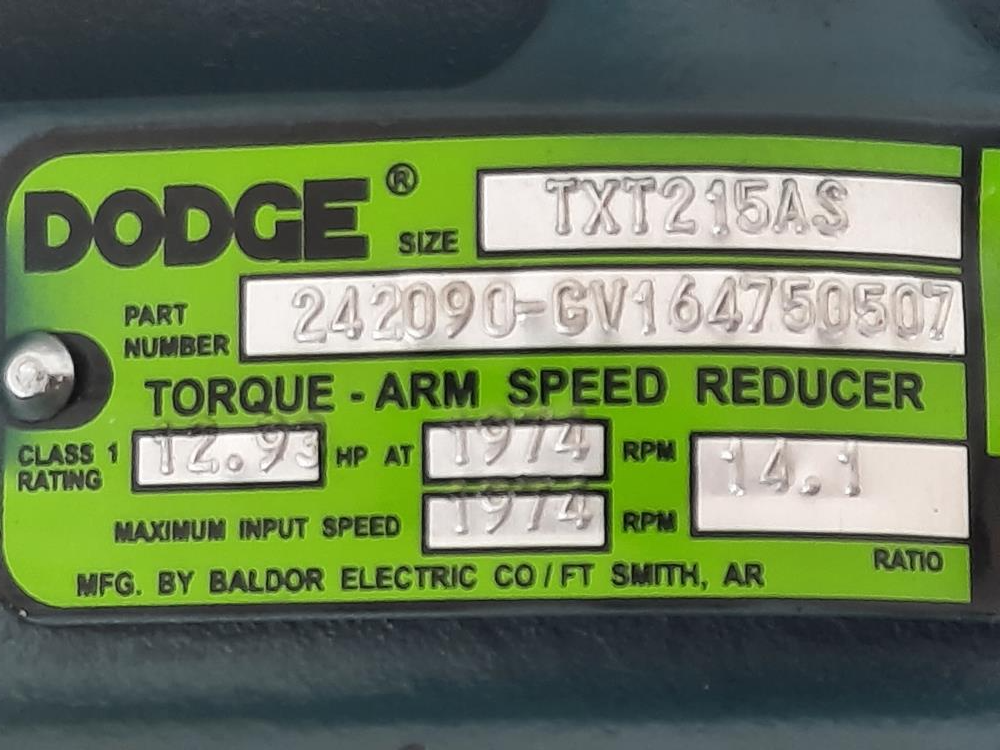 DODGE® SIZE TXT215AS
PART NUMBER 242090-GV164750507
TORQUE - ARM SPEED REDUCER
CLASS 1 RATING 12.93 HP AT 1974 RPM 14.1 RATIO
MAXIMUM INPUT SPEED 1974 RPM
MFG. BY BALDOR ELECTRIC CO / FT SMITH, AR